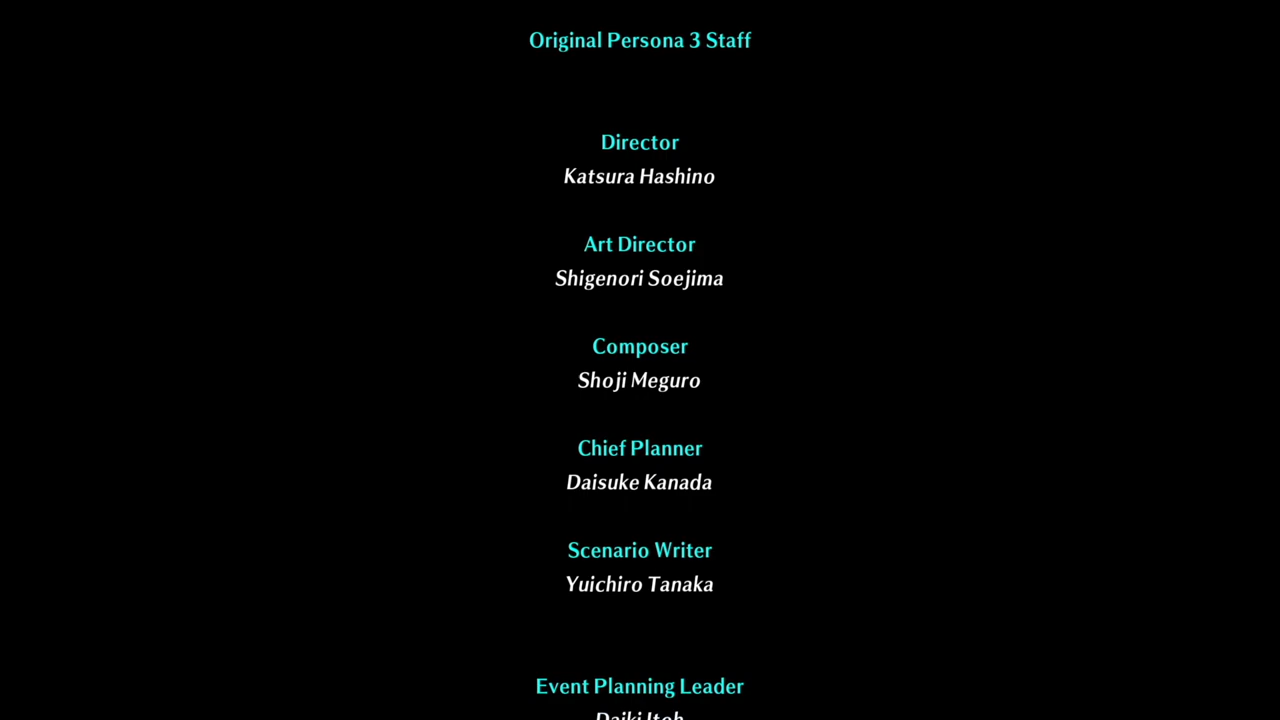 Original Persona 3 Staff
Director
Katsura Hashino
Art Director
Shigenori Soejima
Composer
Shoji Meguro
Chief Planner
Daisuke Kanada
Scenario Writer
Yuichiro Tanaka
Event Planning Leader
Daiki Itoh